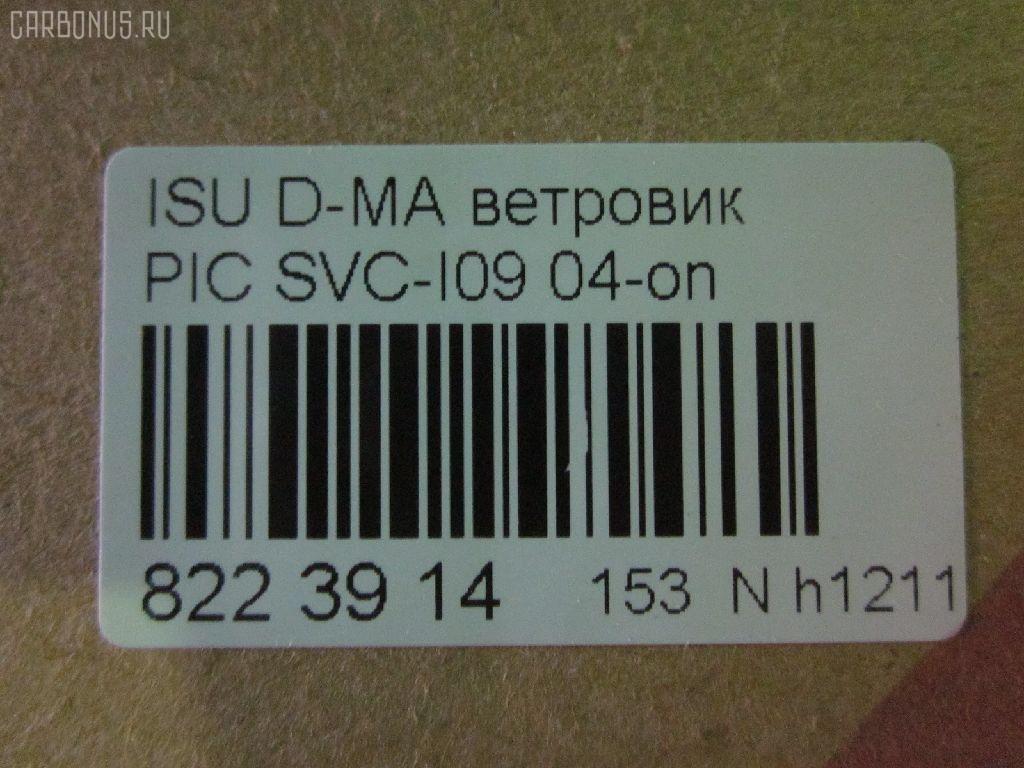 CARBONUS.RU
ISU D-MA ветровик
PIC SVC-I09 04-on
822 39 14 153 N h1211